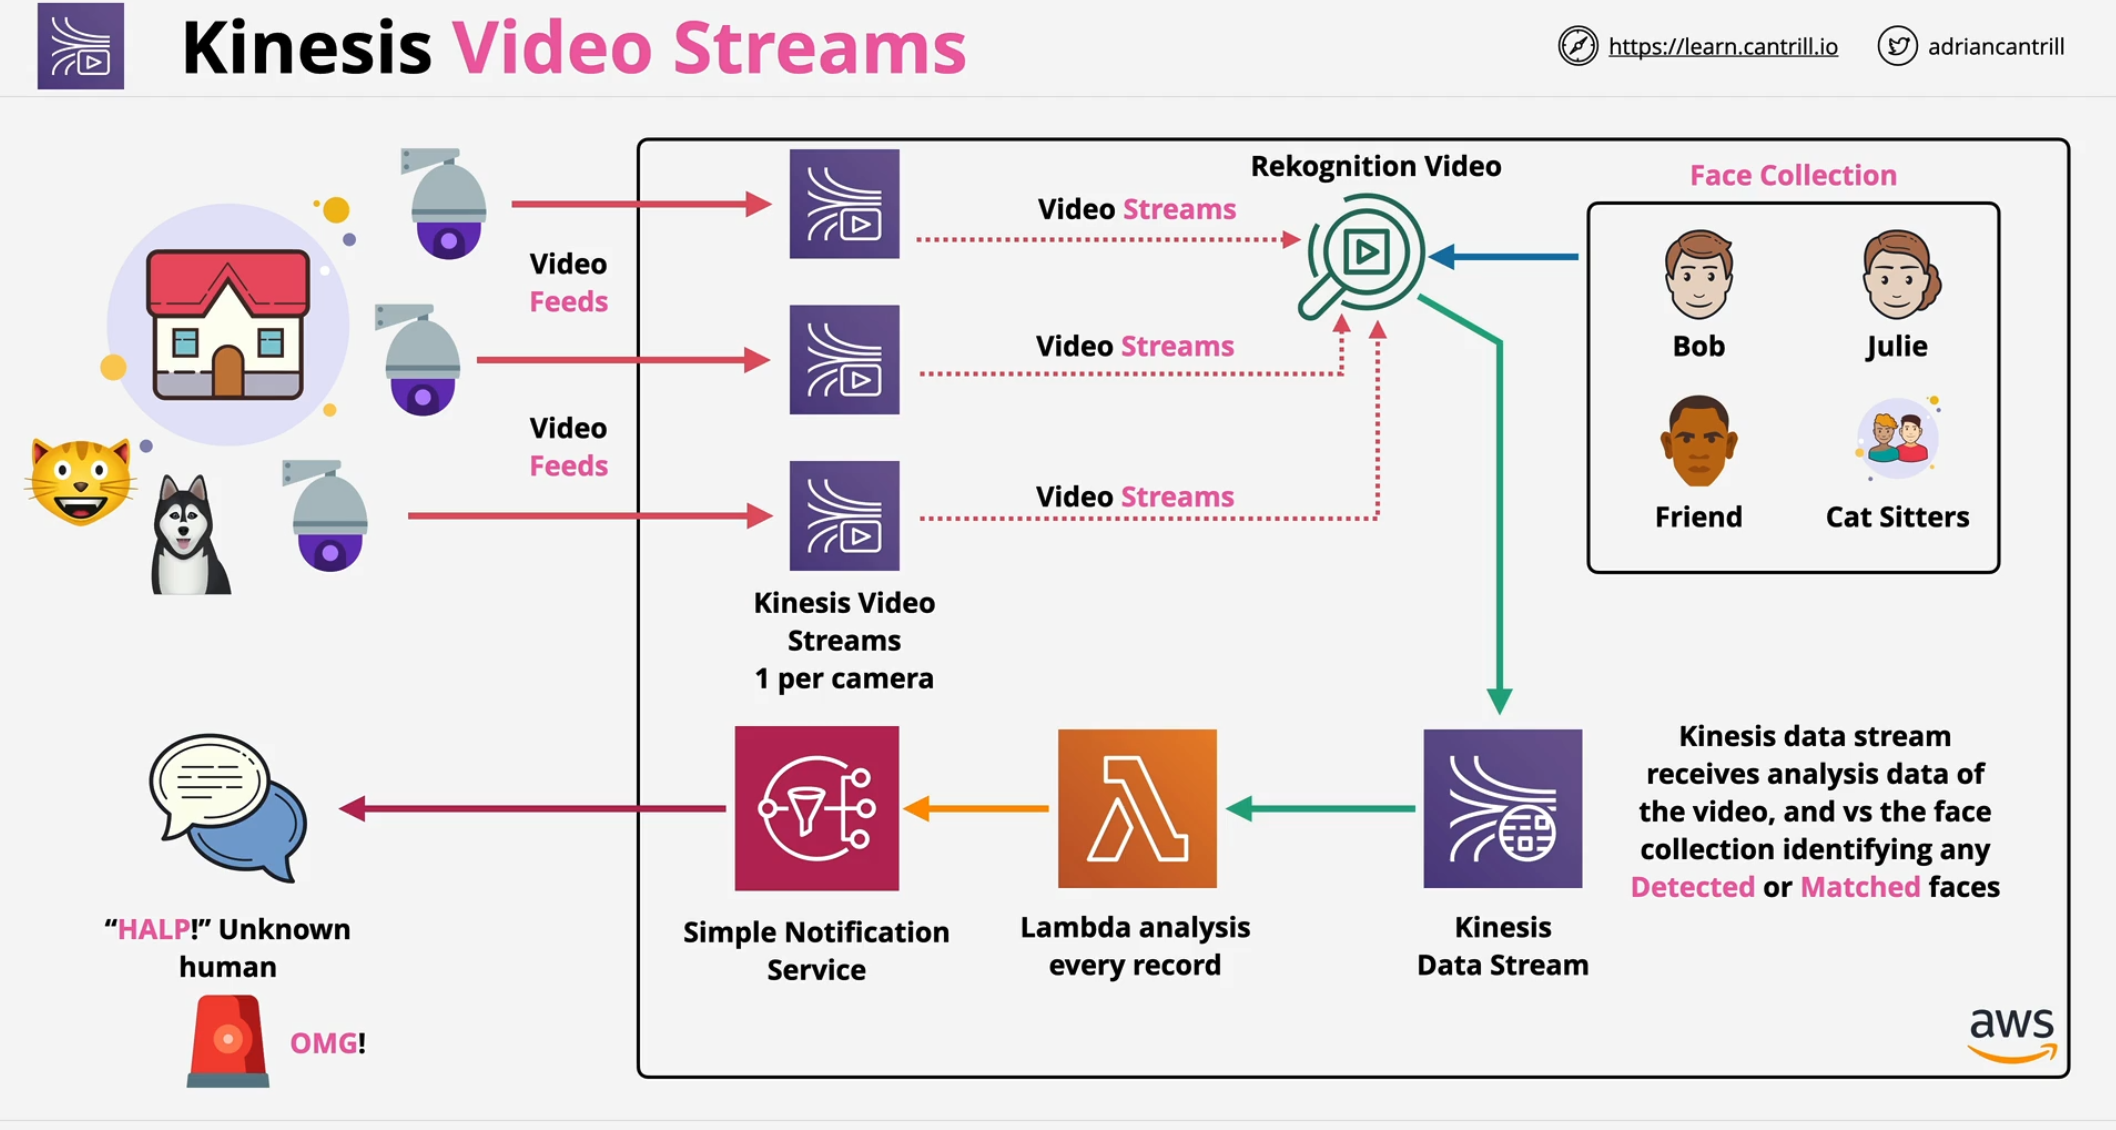 Kinesis Video Streams
https://learn.cantrill.io
adriancantrill
Video
Feeds
Video
Feeds
Video Streams
Video Streams
Video Streams
Rekognition Video
Face Collection
Bob
Julie
Friend
Cat Sitters
Kinesis Video
Streams
1 per camera
Kinesis data stream
receives analysis data of
the video, and vs the face
collection identifying any
Detected or Matched faces
Kinesis
Data Stream
Lambda analysis
every record
Simple Notification
Service
“HALP!” Unknown
human
OMG!
aws